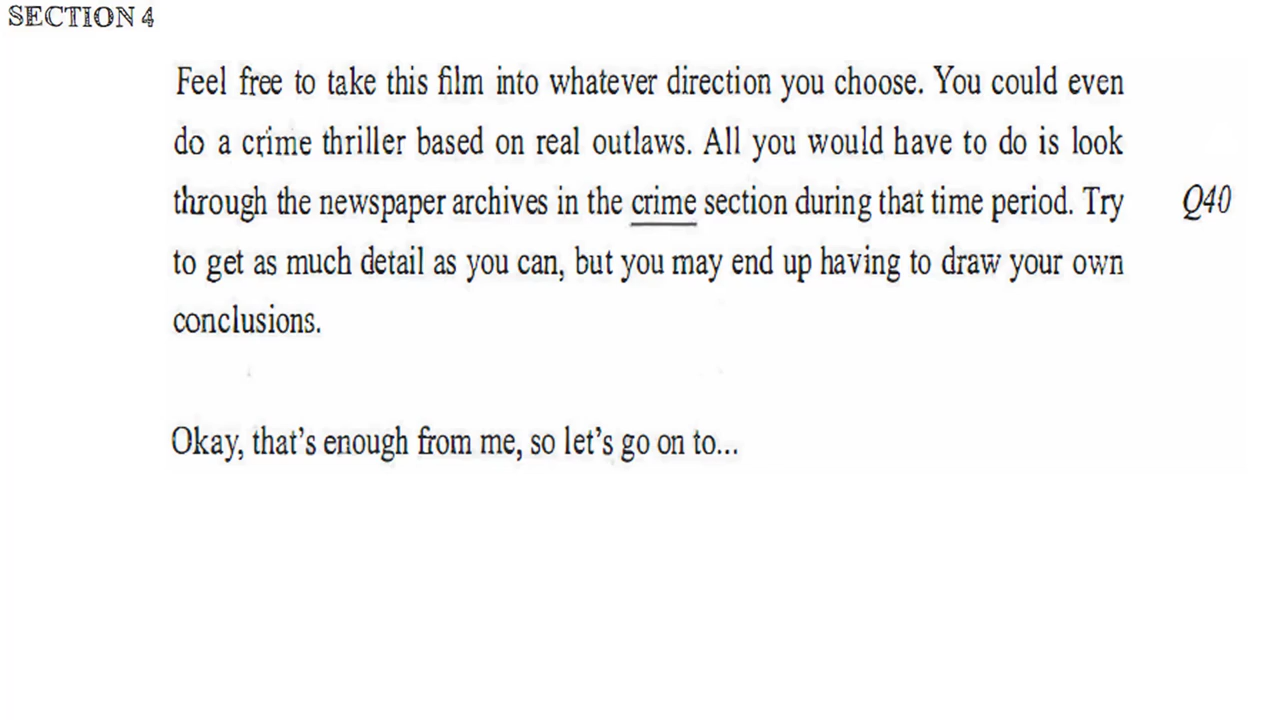 SECTION 4
Feel free to take this film into whatever direction you choose. You could even
do a crime thriller based on real outlaws. All you would have to do is look
through the newspaper archives in the crime section during that time period. Try Q40
to get as much detail as you can, but you may end up having to draw your own
conclusions.
Okay, that's enough from me, so let's go on to...